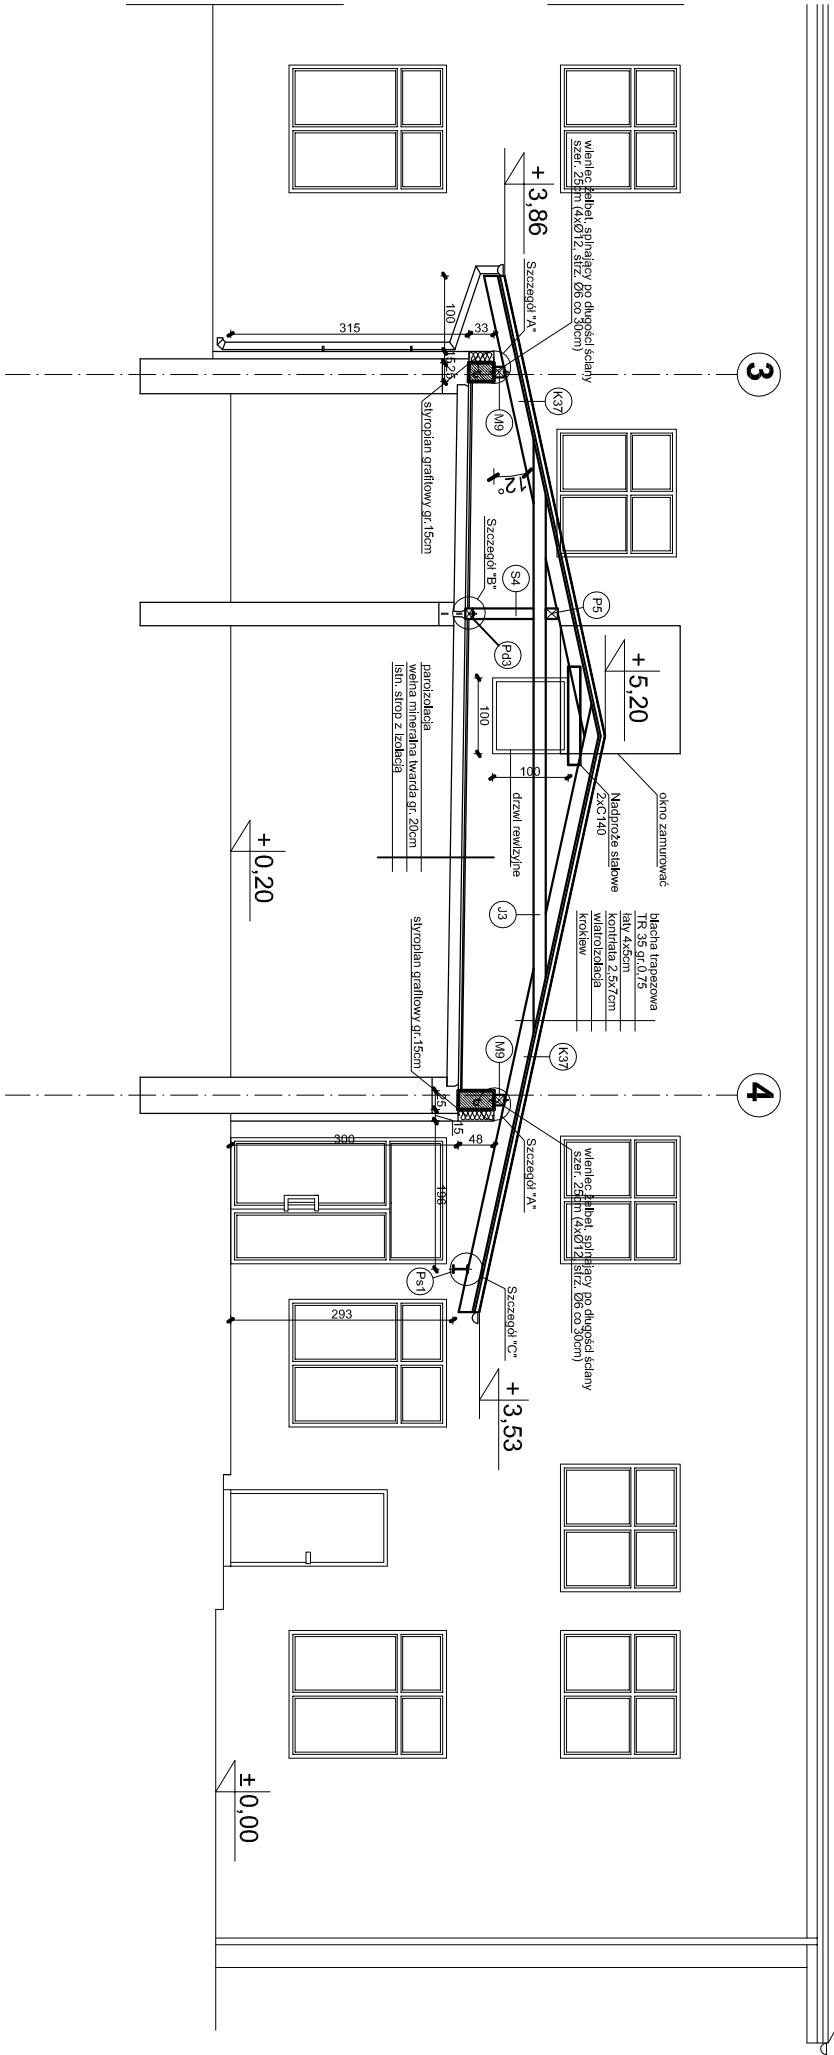 3
4
wieniec żelbet. spinający po długości ściany
szer. 25cm (4xØ12, strz. Ø6 co 30cm)
+ 3,86
Szczegół "A"
100
315
33
15
25
K37
M9
styropian grafitowy gr.15cm
12°
Szczegół "B"
S4
P5
Pd3
+ 5,20
100
100
drzwi rewizyjne
okno zamurować
Nadproże stalowe
2xC140
paroizolacja
wełna mineralna twarda gr. 20cm
istn. strop z izolacją
+ 0,20
J3
blacha trapezowa
TR 35 gr.0,75
łaty 4x5cm
kontrłata 2,5x7cm
wiatroizolacja
krokiew
styropian grafitowy gr.15cm
K37
M9
25
15
48
300
196
Szczegół "A"
wieniec żelbet. spinający po długości ściany
szer. 25cm (4xØ12, strz. Ø6 co 30cm)
Ps1
Szczegół "C"
293
+ 3,53
± 0,00